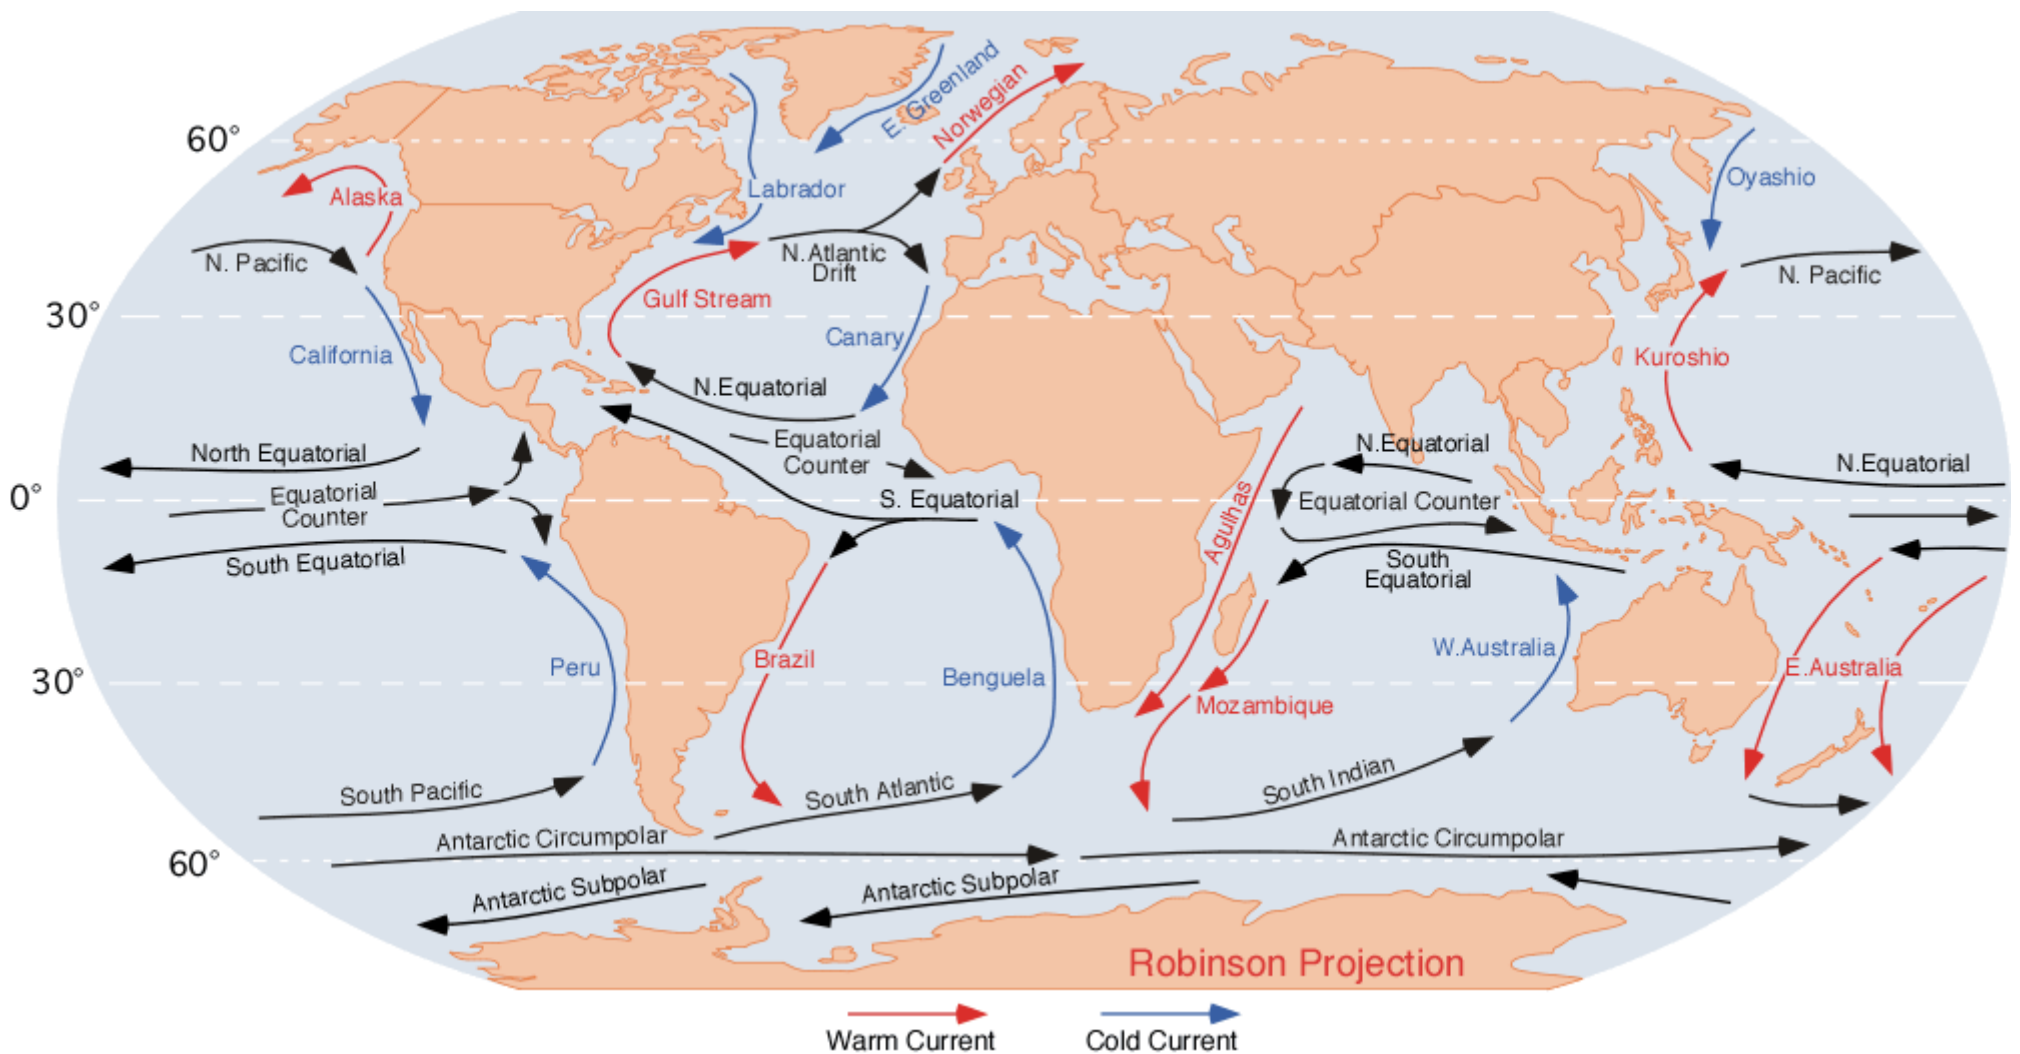 E. Greenland
Norwegian
60°
Labrador
Oyashio
Alaska
N. Pacific
N. Atlantic
Drift
N. Pacific
Gulf Stream
30°
California
Canary
Kuroshio
N.Equatorial
North Equatorial
Equatorial
Counter
N.Equatorial
N.Equatorial
0°
Equatorial
Counter
S. Equatorial
Equatorial Counter
Agulhas
South Equatorial
South
Equatorial
Peru
Brazil
Benguela
W.Australia
E.Australia
30°
Mozambique
South Pacific
South Atlantic
South Indian
Antarctic Circumpolar
Antarctic Circumpolar
60°
Antarctic Subpolar
Antarctic Subpolar
Robinson Projection
Warm Current
Cold Current